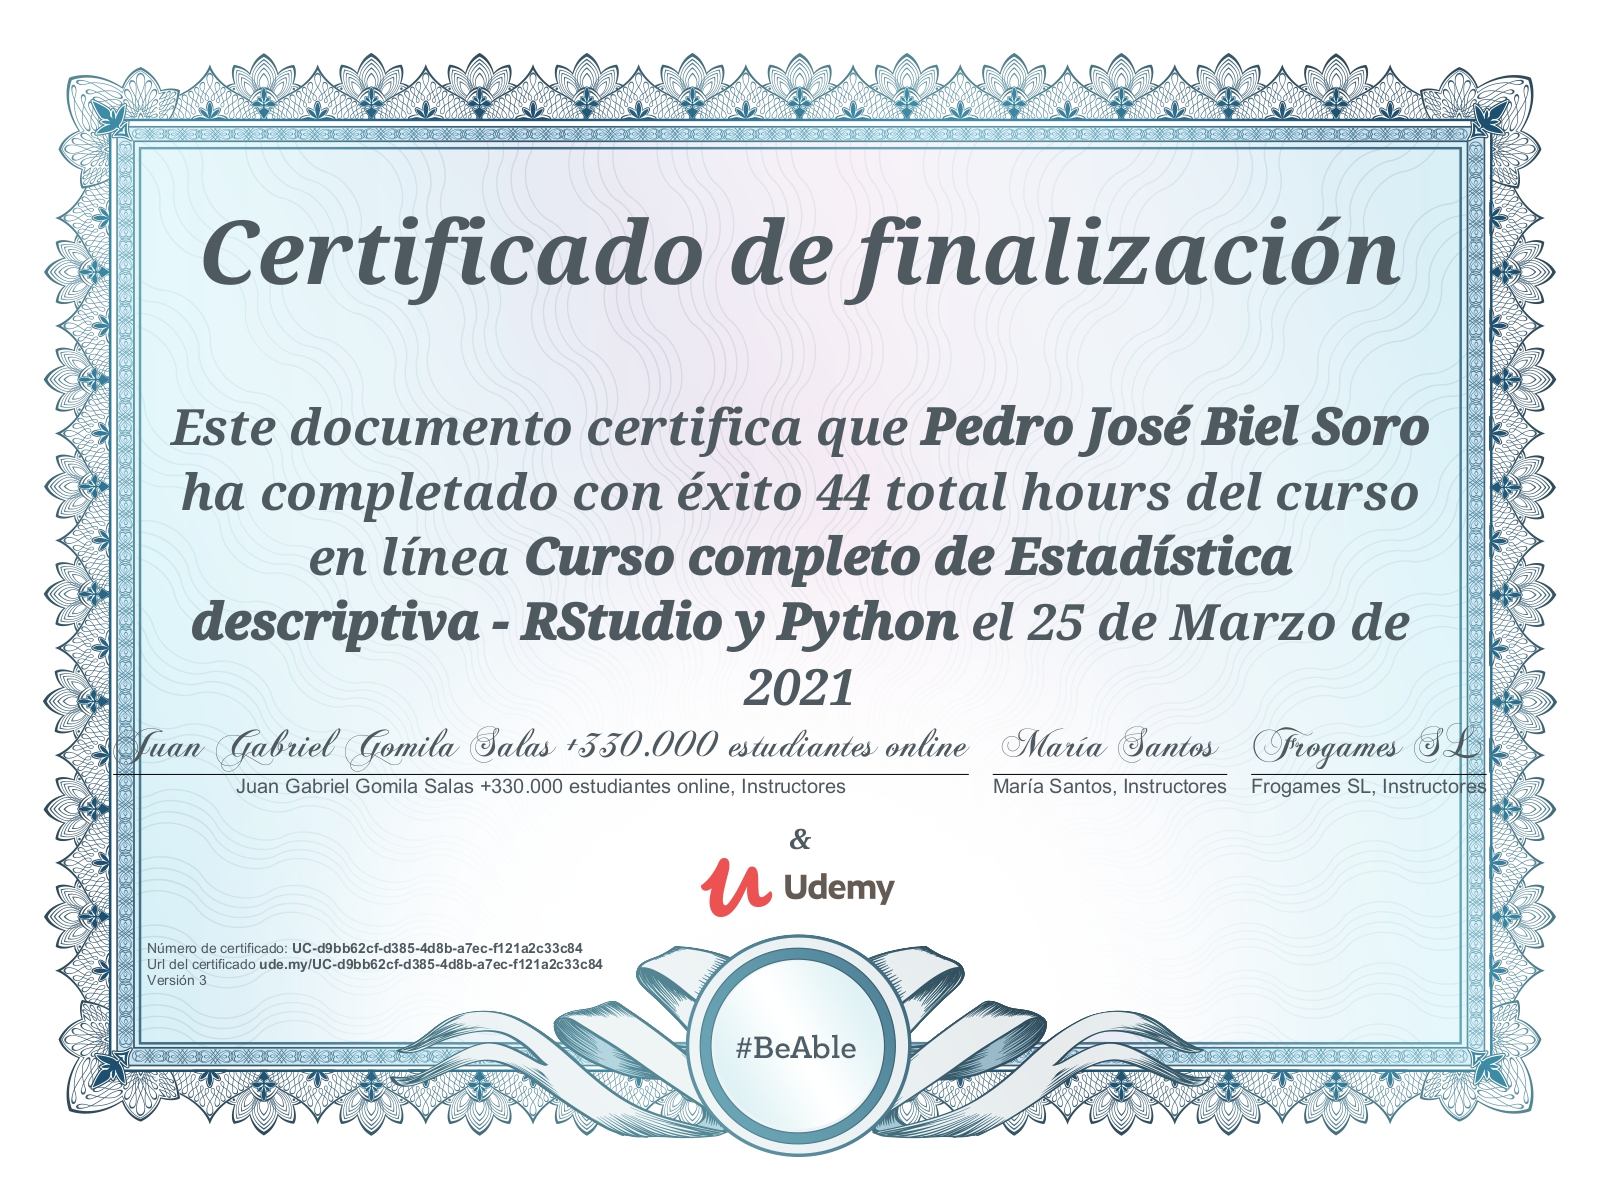 Certificado de finalización
Este documento certifica que Pedro José Biel Soro
ha completado con éxito 44 total hours del curso
en línea Curso completo de Estadística
descriptiva - RStudio y Python el 25 de Marzo de
2021
Juan Gabriel Gomila Salas +330.000 estudiantes online María Santos Frogames SL
Juan Gabriel Gomila Salas +330.000 estudiantes online, Instructores María Santos, Instructores Frogames SL, Instructores
&
Udemy
Número de certificado: UC-d9bb62cf-d385-4d8b-a7ec-f121a2c33c84
Url del certificado ude.my/UC-d9bb62cf-d385-4d8b-a7ec-f121a2c33c84
Versión 3
#BeAble